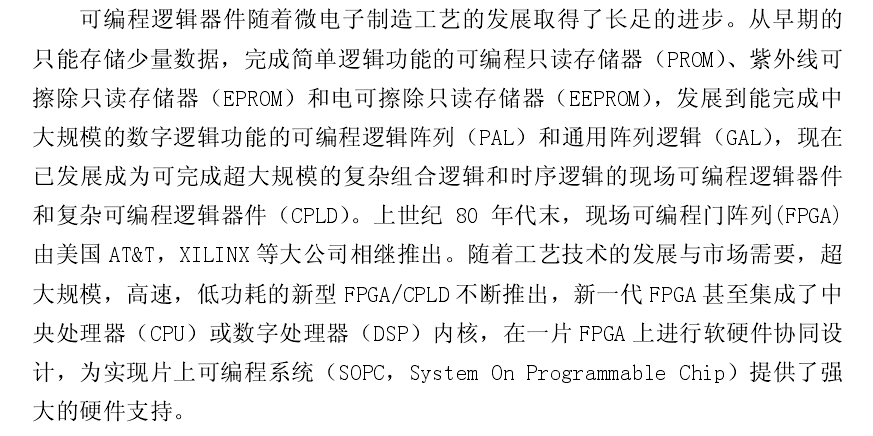 可编程逻辑器件随着微电子制造工艺的发展取得了长足的进步。从早期的
只能存储少量数据，完成简单逻辑功能的可编程只读存储器（PROM）、紫外线可
擦除只读存储器（EPROM）和电可擦除只读存储器（EEPROM），发展到能完成中
大规模的数字逻辑功能的可编程逻辑阵列（PAL）和通用阵列逻辑（GAL），现在
已发展成为可完成超大规模的复杂组合逻辑和时序逻辑的现场可编程逻辑器件
和复杂可编程逻辑器件（CPLD）。上世纪 80 年代末，现场可编程门阵列(FPGA)
由美国 AT&T，XILINX 等大公司相继推出。随着工艺技术的发展与市场需要，超
大规模，高速，低功耗的新型 FPGA/CPLD 不断推出，新一代 FPGA 甚至集成了中
央处理器（CPU）或数字处理器（DSP）内核，在一片 FPGA 上进行软硬件协同设
计，为实现片上可编程系统（SOPC，System On Programmable Chip）提供了强
大的硬件支持。